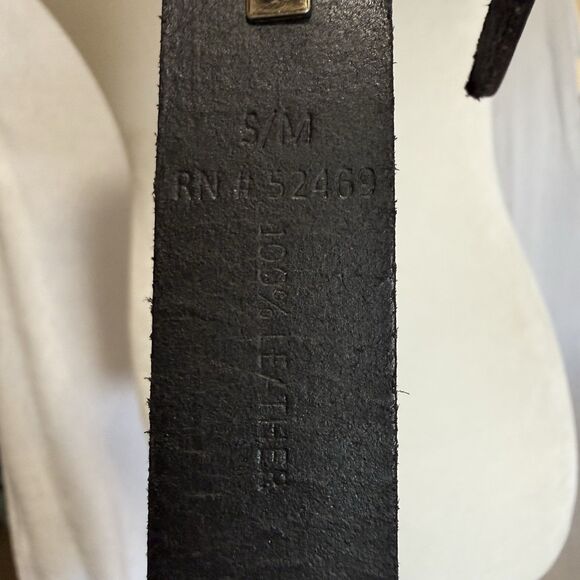 S/M
RN # 52469
100% LEATHER